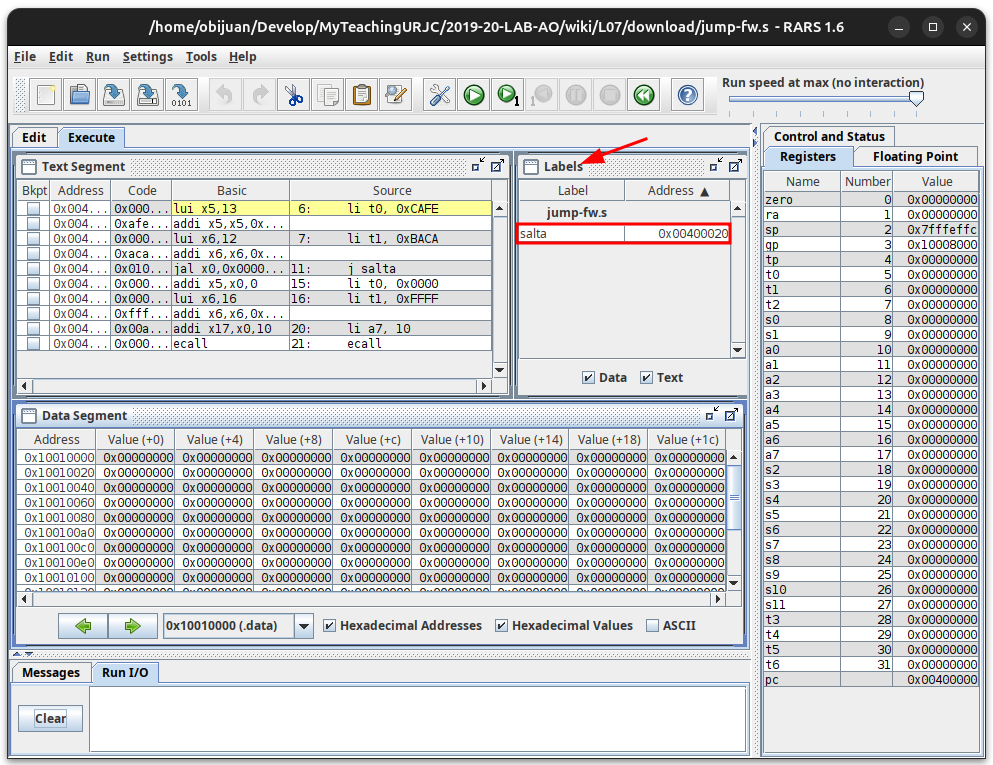 /home/obijuan/Develop/MyTeachingURJC/2019-20-LAB-AO/wiki/L07/download/jump-fw.s - RARS 1.6
File Edit Run Settings Tools Help
Run speed at max (no interaction)
Edit Execute
Text Segment
Bkpt Address Code Basic Source
0x004... 0x000... lui x5,13 6: li t0, 0xCAFE
0x004... 0xafe... addi x5,x5,0x...
0x004... 0x000... lui x6,12 7: li t1, 0xBACA
0x004... 0xaca... addi x6,x6,0x...
0x004... 0x010... jal x0,0x0000... 11: j salta
0x004... 0x000... addi x5,x0,0 15: li t0, 0x0000
0x004... 0x000... lui x6,16 16: li t1, 0xFFFF
0x004... 0xfff... addi x6,x6,0x...
0x004... 0x00a... addi x17,x0,10 20: li a7, 10
0x004... 0x000... ecall 21: ecall
Labels
Label Address ▲
jump-fw.s
salta 0x00400020
Data Text
Data Segment
Address Value (+0) Value (+4) Value (+8) Value (+c) Value (+10) Value (+14) Value (+18) Value (+1c)
0x10010000 0x00000000 0x00000000 0x00000000 0x00000000 0x00000000 0x00000000 0x00000000 0x00000000
0x10010020 0x00000000 0x00000000 0x00000000 0x00000000 0x00000000 0x00000000 0x00000000 0x00000000
0x10010040 0x00000000 0x00000000 0x00000000 0x00000000 0x00000000 0x00000000 0x00000000 0x00000000
0x10010060 0x00000000 0x00000000 0x00000000 0x00000000 0x00000000 0x00000000 0x00000000 0x00000000
0x10010080 0x00000000 0x00000000 0x00000000 0x00000000 0x00000000 0x00000000 0x00000000 0x00000000
0x100100a0 0x00000000 0x00000000 0x00000000 0x00000000 0x00000000 0x00000000 0x00000000 0x00000000
0x100100c0 0x00000000 0x00000000 0x00000000 0x00000000 0x00000000 0x00000000 0x00000000 0x00000000
0x100100e0 0x00000000 0x00000000 0x00000000 0x00000000 0x00000000 0x00000000 0x00000000 0x00000000
0x10010100 0x00000000 0x00000000 0x00000000 0x00000000 0x00000000 0x00000000 0x00000000 0x00000000
0x10010000 (.data) Hexadecimal Addresses Hexadecimal Values ASCII
Messages Run I/O
Clear
Control and Status
Registers Floating Point
Name Number Value
zero 0 0x00000000
ra 1 0x00000000
sp 2 0x7fffeffc
gp 3 0x10008000
tp 4 0x00000000
t0 5 0x00000000
t1 6 0x00000000
t2 7 0x00000000
s0 8 0x00000000
s1 9 0x00000000
a0 10 0x00000000
a1 11 0x00000000
a2 12 0x00000000
a3 13 0x00000000
a4 14 0x00000000
a5 15 0x00000000
a6 16 0x00000000
a7 17 0x00000000
s2 18 0x00000000
s3 19 0x00000000
s4 20 0x00000000
s5 21 0x00000000
s6 22 0x00000000
s7 23 0x00000000
s8 24 0x00000000
s9 25 0x00000000
s10 26 0x00000000
s11 27 0x00000000
t3 28 0x00000000
t4 29 0x00000000
t5 30 0x00000000
t6 31 0x00000000
pc 0x00400000